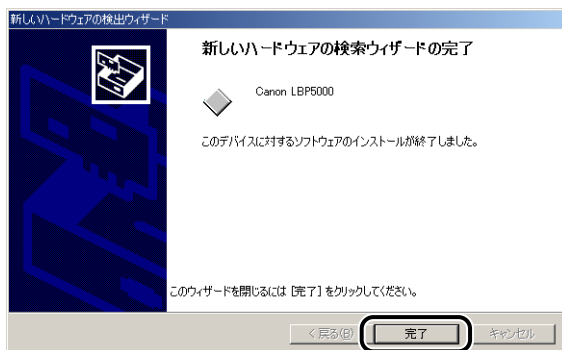 新しいハードウェアの検出ウィザード
新しいハードウェアの検索ウィザードの完了
Canon LBP5000
このデバイスに対するソフトウェアのインストールが終了しました。
このウィザードを閉じるには [完了] をクリックしてください。
< 戻る(B)
完了
キャンセル